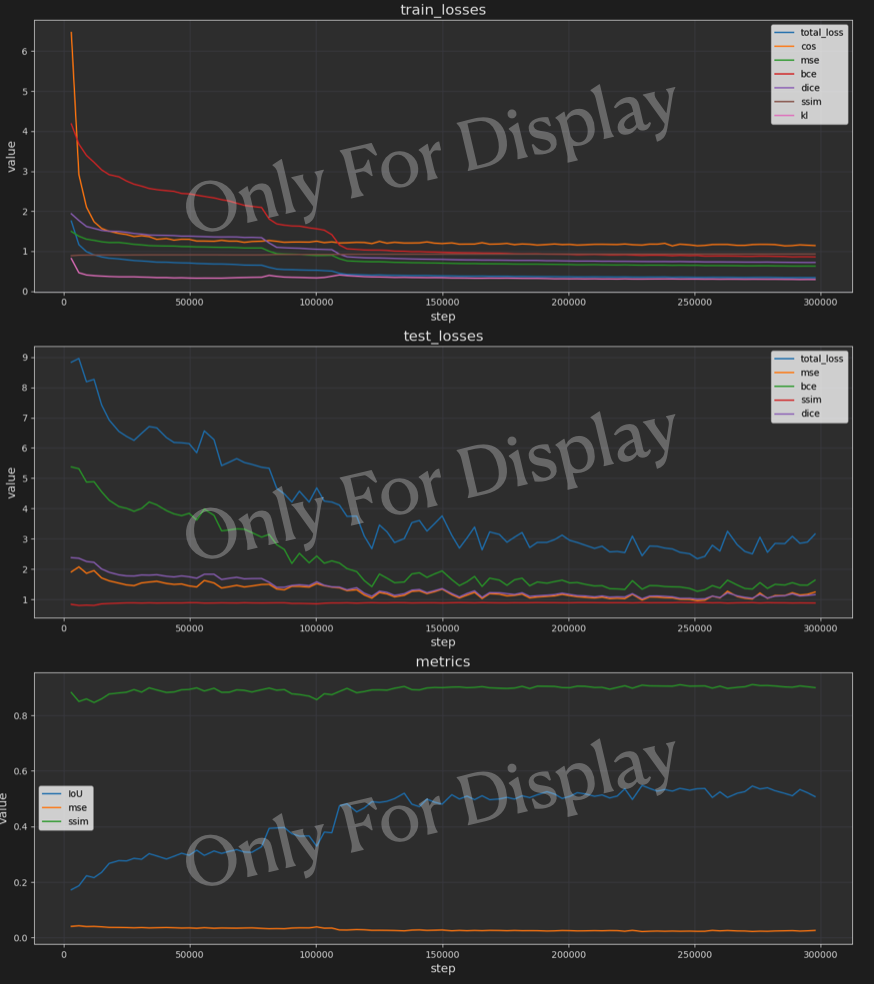 train_losses
value
6
5
4
3
2
1
0
total_loss
cos
mse
bce
dice
ssim
kl
Only For Display
0 50000 100000 150000 200000 250000 300000
step
test_losses
value
9
8
7
6
5
4
3
2
1
total_loss
mse
bce
ssim
dice
Only For Display
0 50000 100000 150000 200000 250000 300000
step
metrics
value
0.8
0.6
0.4
0.2
0.0
IoU
mse
ssim
Only For Display
0 50000 100000 150000 200000 250000 300000
step